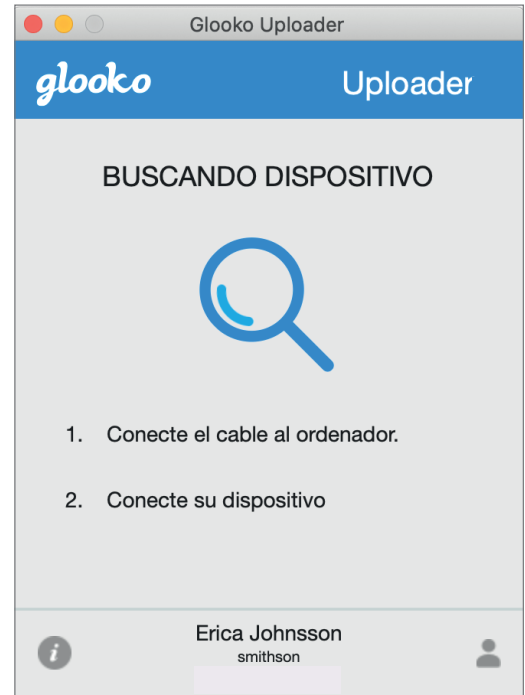 Glooko Uploader
glooko
Uploader
BUSCANDO DISPOSITIVO
1. Conecte el cable al ordenador.
2. Conecte su dispositivo
i
Erica Johnsson
smithson